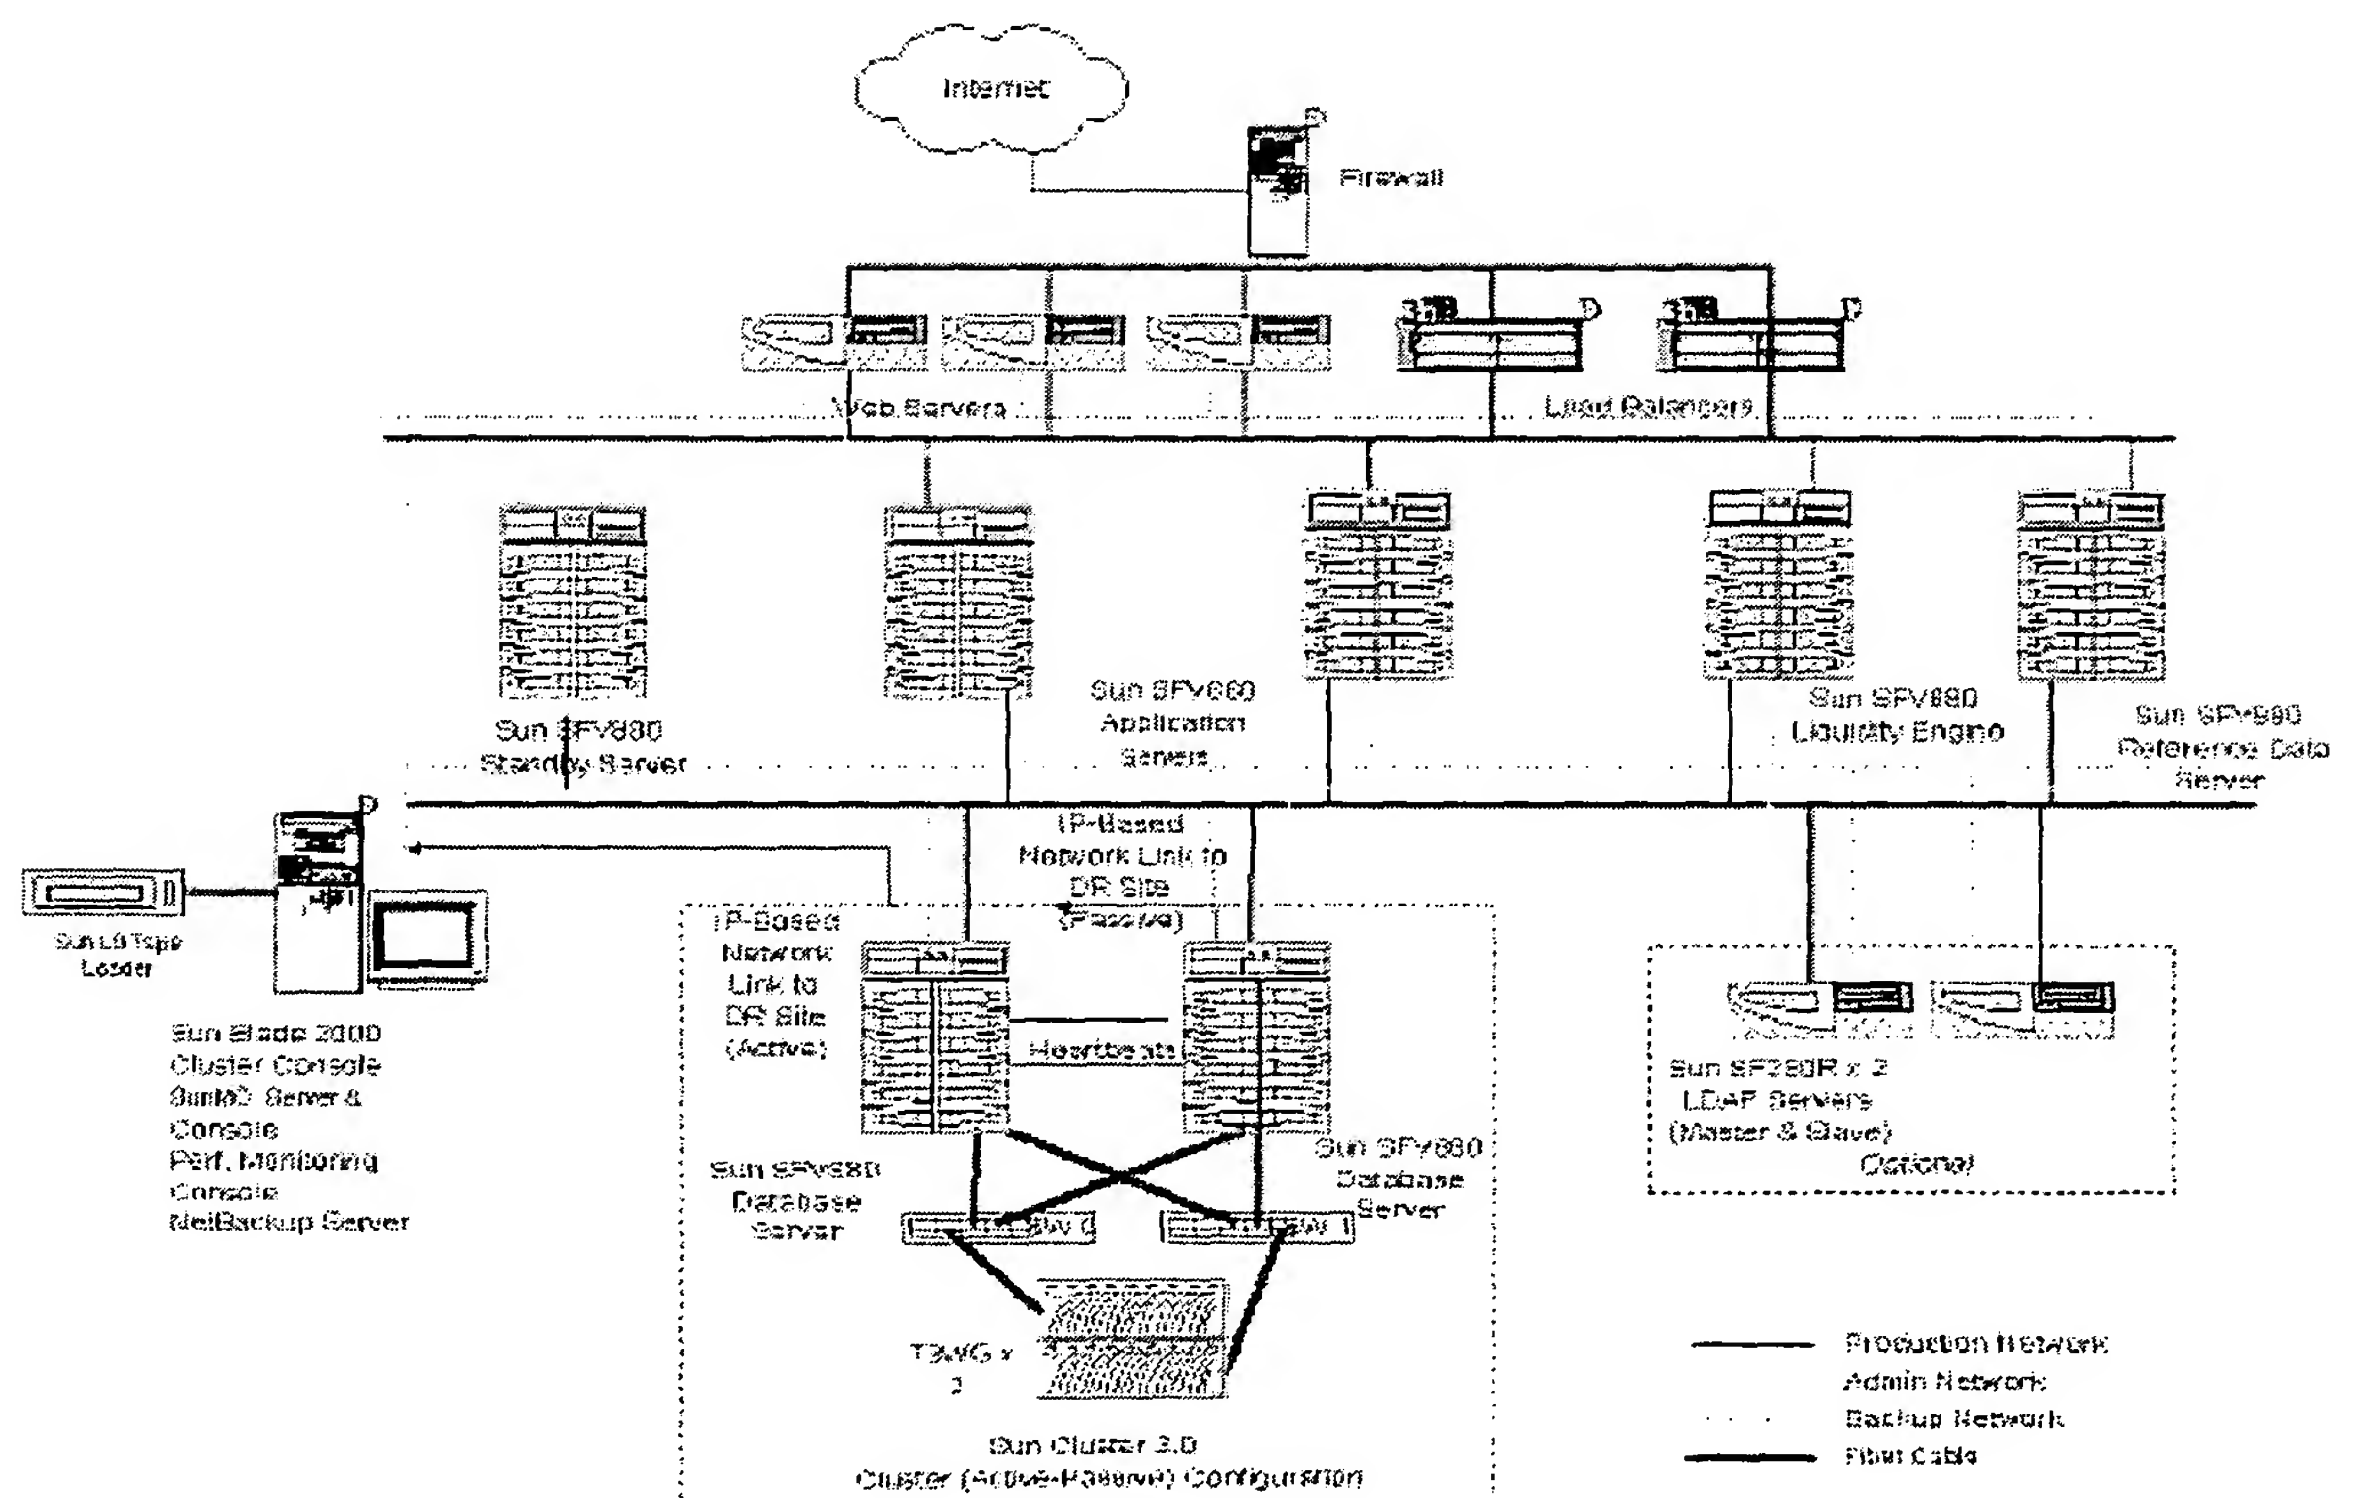 Internet
D
Firewall
D
D
Web Servers
Load Balancers
Sun SFV880
Standby Server
Sun SFV880
Application
Servers
Sun SFV880
Liquidity Engine
Sun SFV880
Reference Data
Server
D
IP-Based
Network Link to
DR Site
(Passive)
IP-Based
Network
Link to
DR Site
(Active)
Sun L9 Tape
Loader
Heartbeats
Sun Blade 2000
Cluster Console
SunMC Server &
Console
Perf. Monitoring
Console
NetBackup Server
Sun SF280R x 2
LDAP Servers
(Master & Slave)
Optional
Sun SFV880
Database
Server
Sun SFV880
Database
Server
SW 0
SW 1
Production Network
Admin Network
Backup Network
Fiber Cable
Sun Cluster 3.0
Cluster (Active-Passive) Configuration